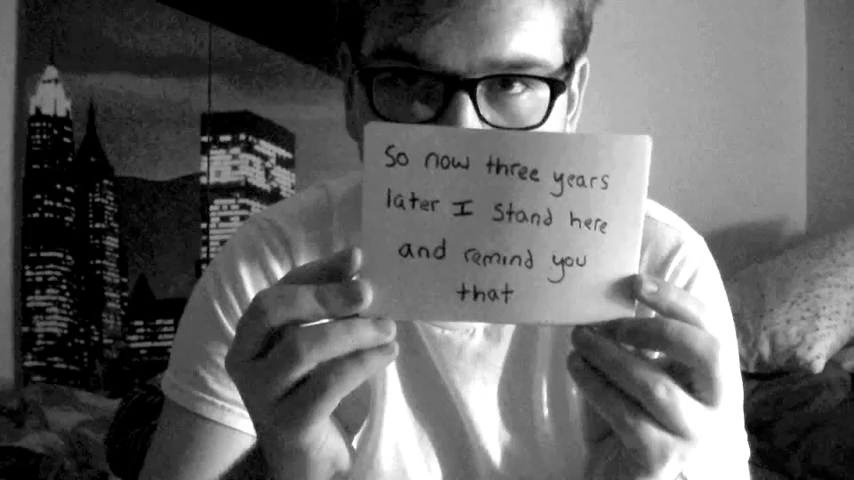 So now three years
later I stand here
and remind you
that